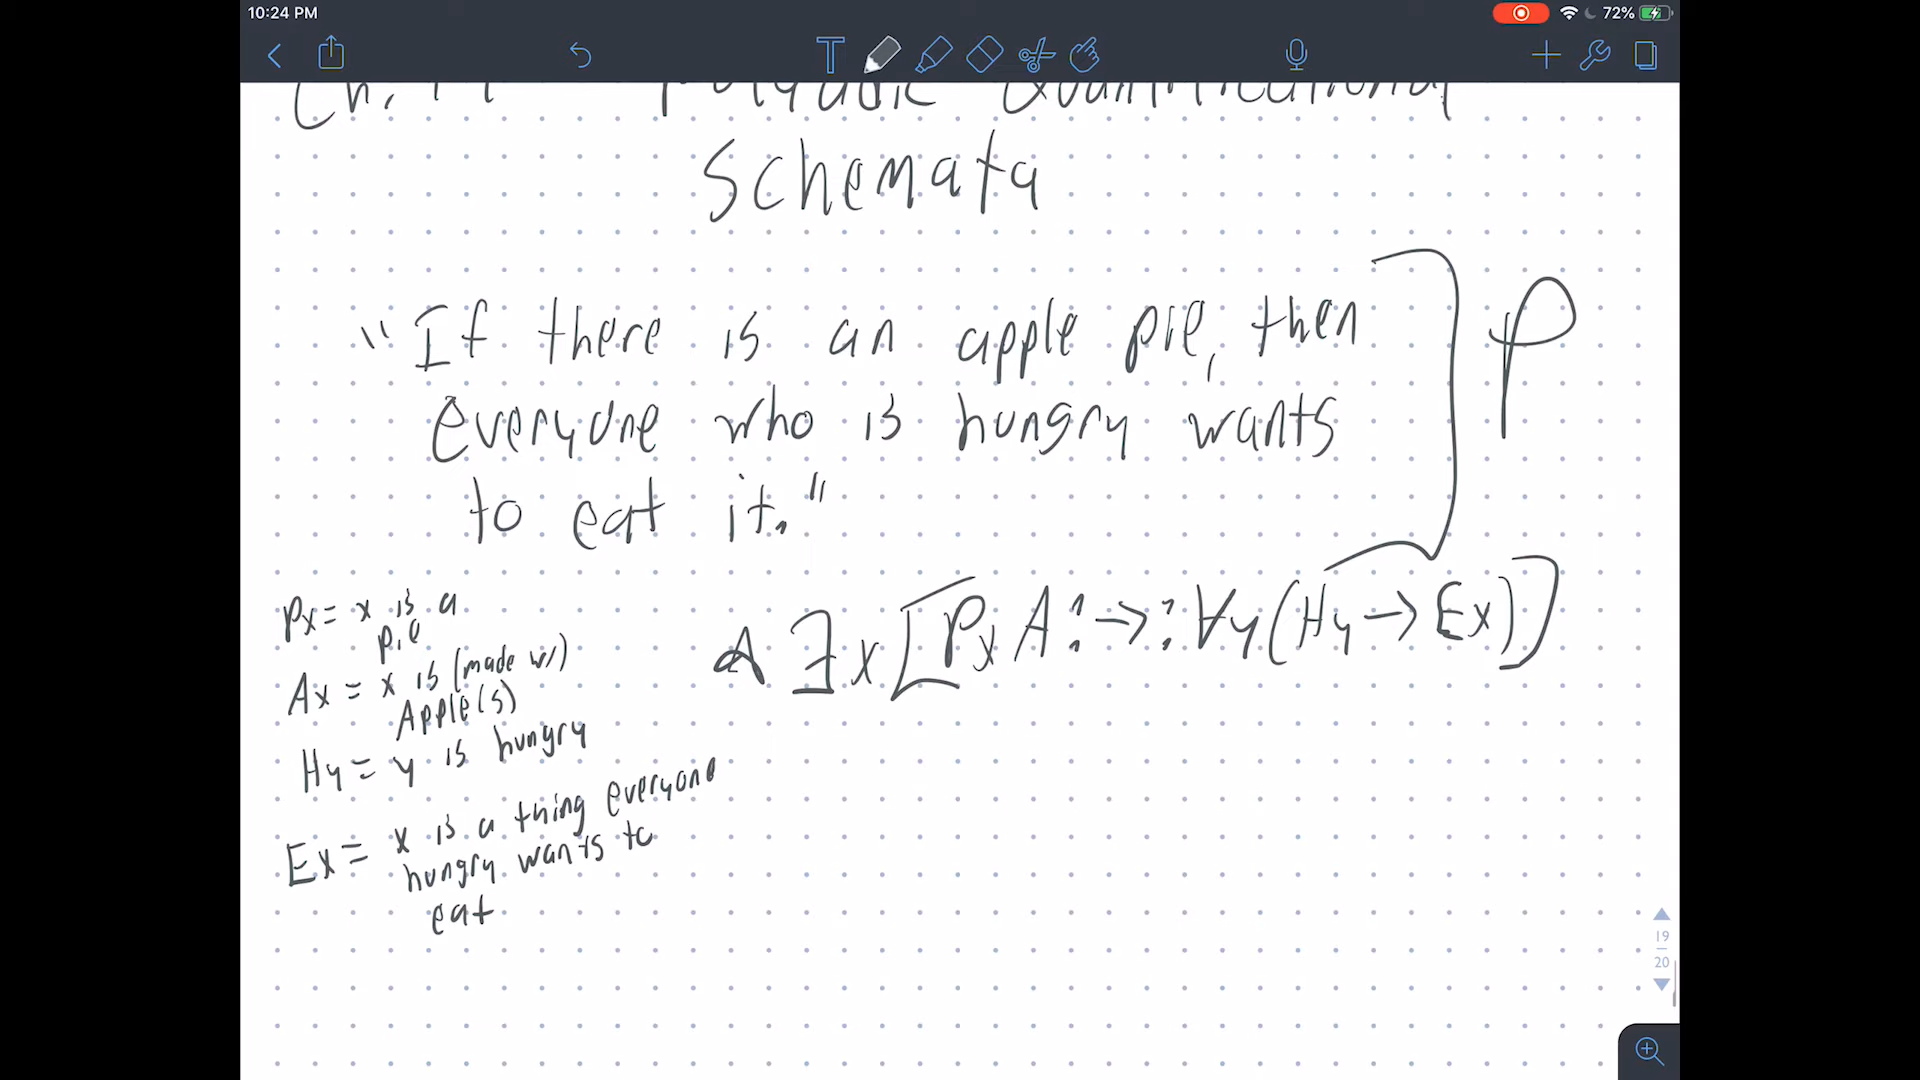 10:24 PM
72%
Schemata
"If there is an apple pie, then
everyone who is hungry wants
to eat it."
P
Px = x is a
pie
Ax = x is (made w/)
Apple(s)
Hy = y is hungry
Ex = x is a thing everyone
hungry wants to
eat
∃x[Px A:→:∀y(Hy→Ex)]
19
20